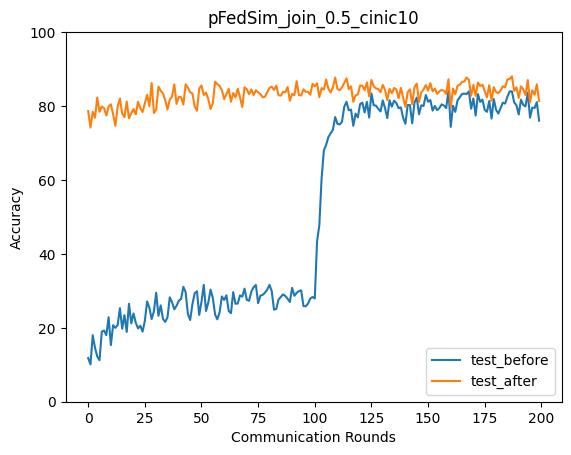 pFedSim_join_0.5_cinic10
100
80
60
40
20
0
Accuracy
0 25 50 75 100 125 150 175 200
Communication Rounds
test_before
test_after